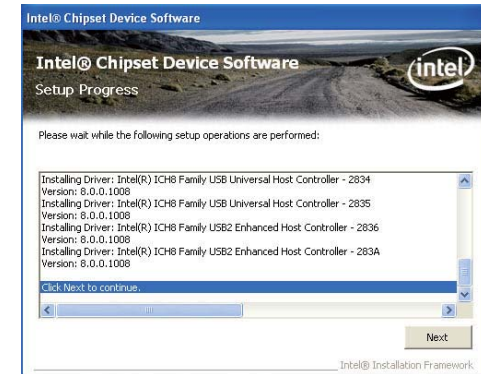 Intel® Chipset Device Software
Intel® Chipset Device Software
intel
Setup Progress
Please wait while the following setup operations are performed:
Installing Driver: Intel(R) ICH8 Family USB Universal Host Controller - 2834
Version: 8.0.0.1008
Installing Driver: Intel(R) ICH8 Family USB Universal Host Controller - 2835
Version: 8.0.0.1008
Installing Driver: Intel(R) ICH8 Family USB2 Enhanced Host Controller - 2836
Version: 8.0.0.1008
Installing Driver: Intel(R) ICH8 Family USB2 Enhanced Host Controller - 283A
Version: 8.0.0.1008
Click Next to continue.
Next
Intel® Installation Framework